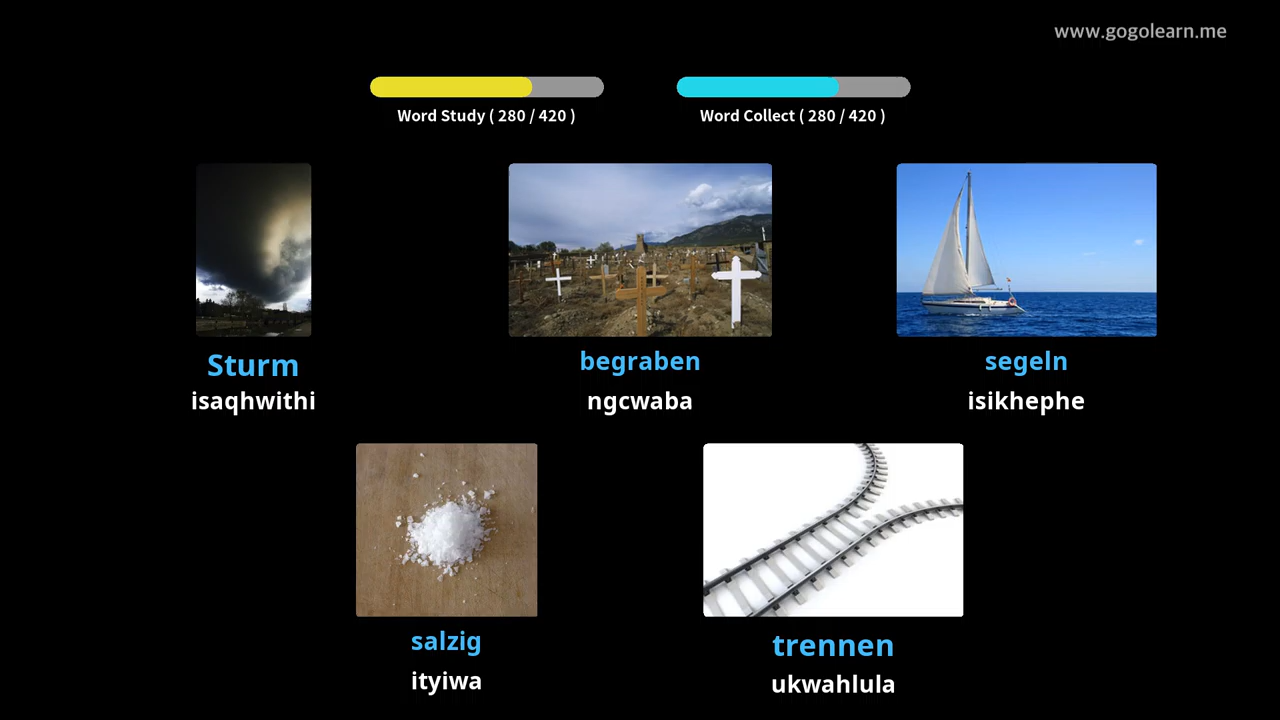 www.gogolearn.me
Word Study ( 280 / 420 )
Word Collect ( 280 / 420 )
Sturm
isaqhwithi
begraben
ngcwaba
segeln
isikhephe
salzig
ityiwa
trennen
ukwahlula